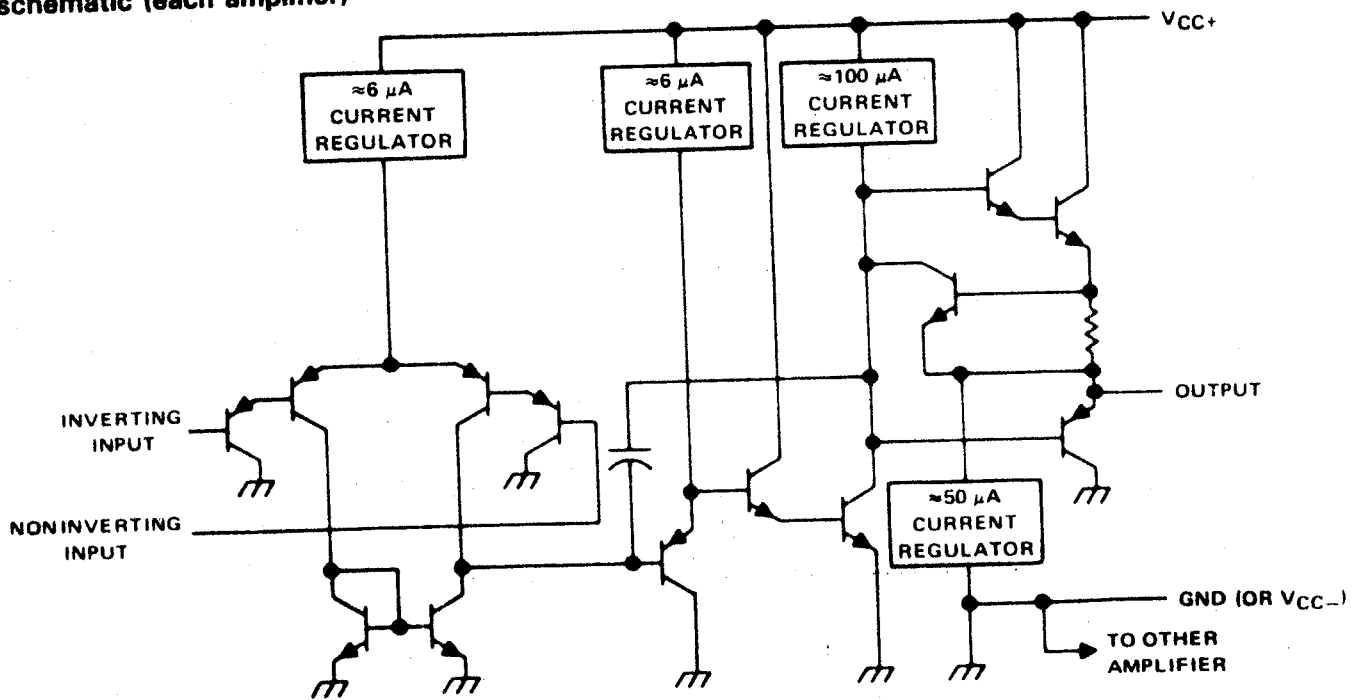 schematic (each amplifier)
VCC+
≈6 μA
CURRENT
REGULATOR
≈6 μA
CURRENT
REGULATOR
≈100 μA
CURRENT
REGULATOR
INVERTING
INPUT
OUTPUT
NONINVERTING
INPUT
≈50 μA
CURRENT
REGULATOR
GND (OR VCC–)
TO OTHER
AMPLIFIER